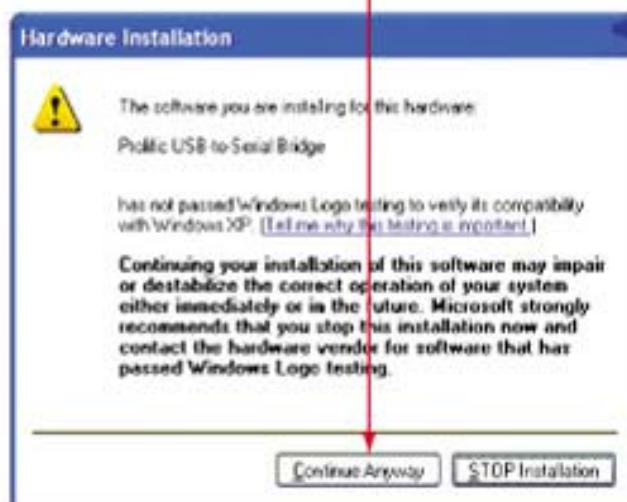 Hardware Installation
The software you are installing for this hardware:
Prolific USB-to-Serial Bridge
has not passed Windows Logo testing to verify its compatibility
with Windows XP. (Tell me why this testing is important.)
Continuing your installation of this software may impair
or destabilize the correct operation of your system
either immediately or in the future. Microsoft strongly
recommends that you stop this installation now and
contact the hardware vendor for software that has
passed Windows Logo testing.
Continue Anyway
STOP Installation